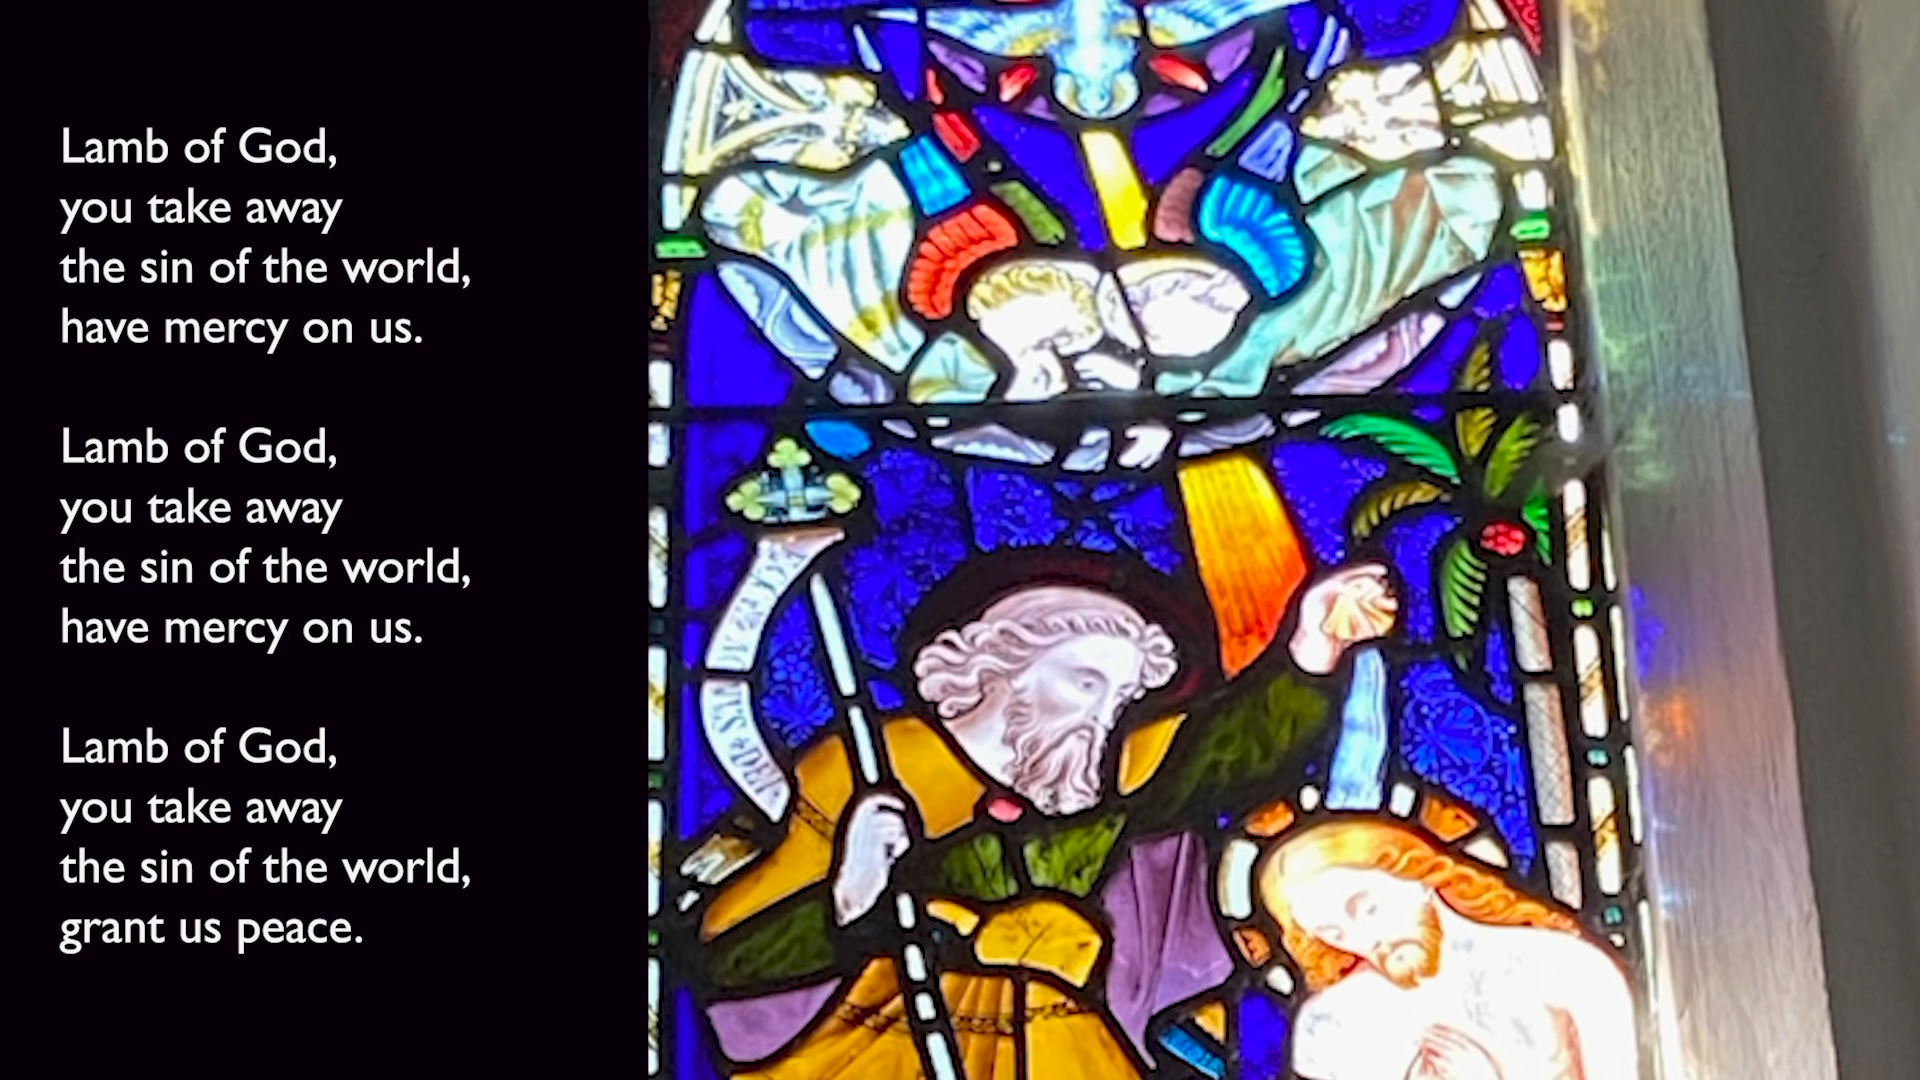 Lamb of God,
you take away
the sin of the world,
have mercy on us.
Lamb of God,
you take away
the sin of the world,
have mercy on us.
Lamb of God,
you take away
the sin of the world,
grant us peace.
DEI